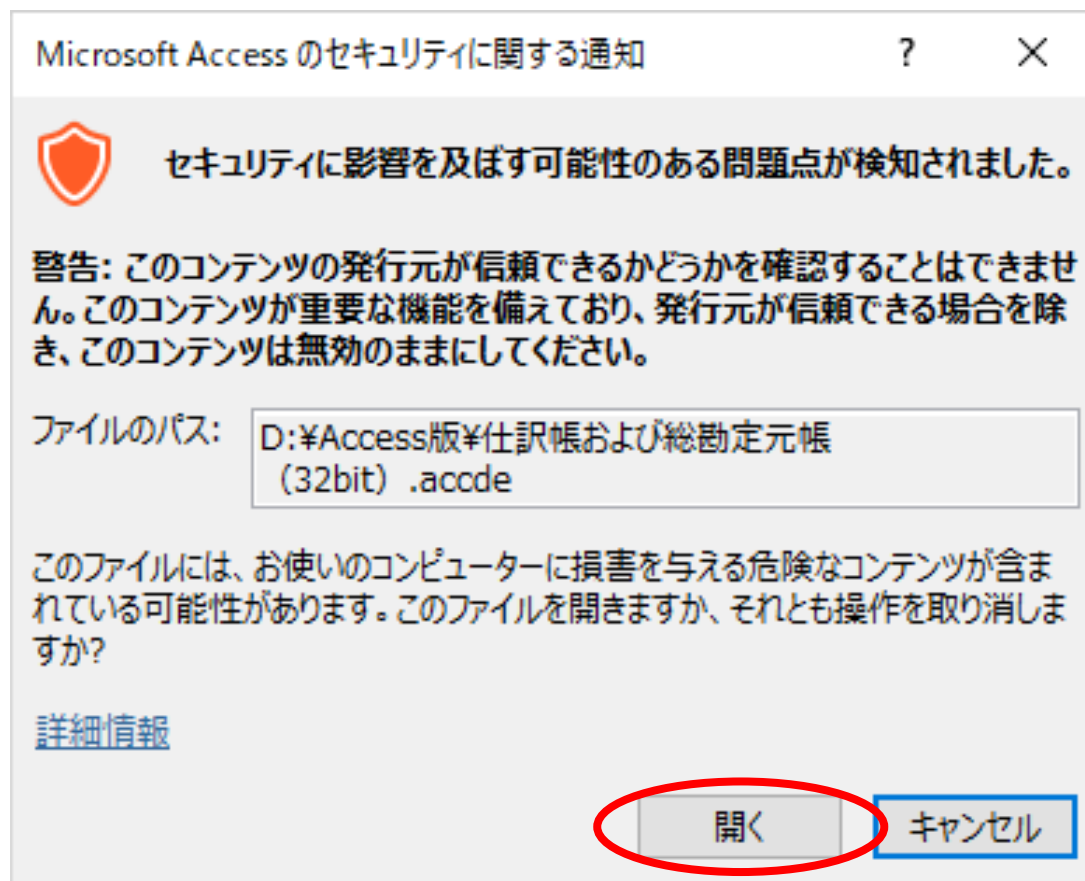 Microsoft Access のセキュリティに関する通知 ?
セキュリティに影響を及ぼす可能性のある問題点が検知されました。
警告: このコンテンツの発行元が信頼できるかどうかを確認することはできませ
ん。このコンテンツが重要な機能を備えており、発行元が信頼できる場合を除
き、このコンテンツは無効のままにしてください。
ファイルのパス: D:¥Access版¥仕訳帳および総勘定元帳
（32bit）.accde
このファイルには、お使いのコンピューターに損害を与える危険なコンテンツが含ま
れている可能性があります。このファイルを開きますか、それとも操作を取り消しま
すか?
詳細情報
開く キャンセル